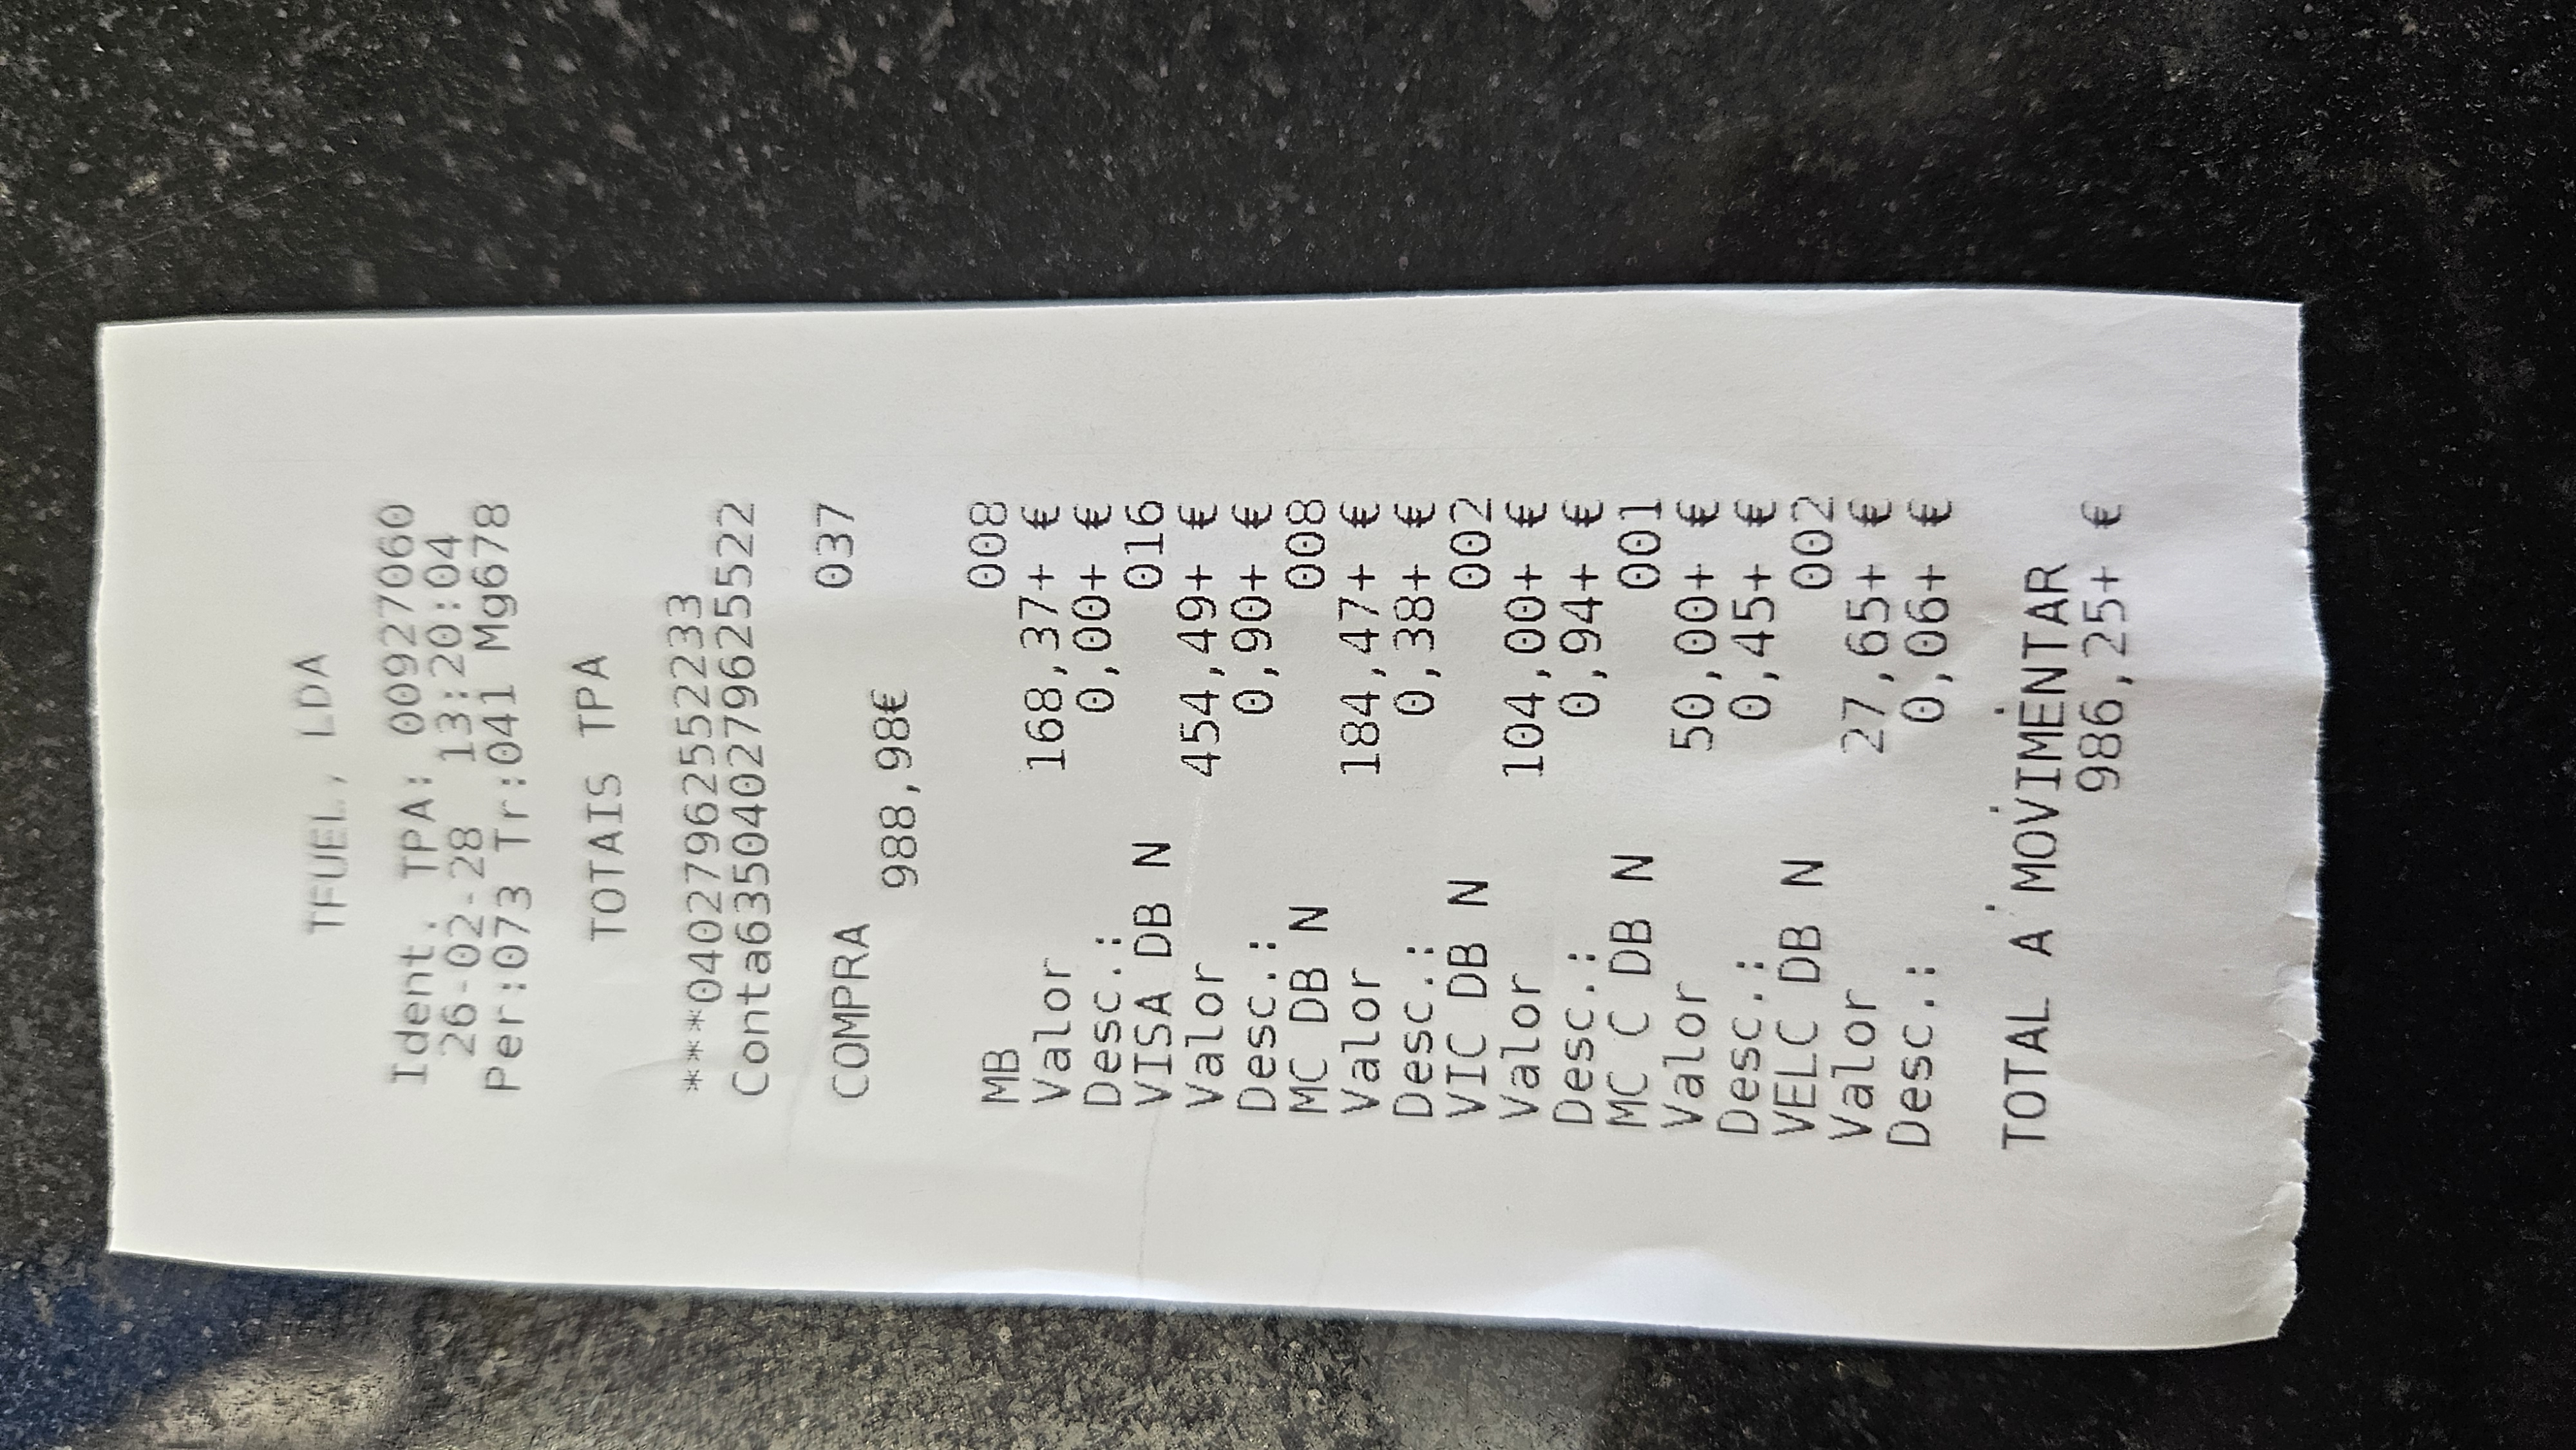 TFUEL, LDA
Ident. TPA: 00927060
26-02-28 13:20:04
Per:073 Tr:041 Mg678
TOTAIS TPA
***040279625522233
Conta635040279625522
COMPRA 037
988,98€
MB 008
Valor 168,37+ €
Desc.: 0,00+ €
VISA DB N 016
Valor 454,49+ €
Desc.: 0,90+ €
MC DB N 008
Valor 184,47+ €
Desc.: 0,38+ €
VIC DB N 002
Valor 104,00+ €
Desc.: 0,94+ €
MC C DB N 001
Valor 50,00+ €
Desc.: 0,45+ €
VELC DB N 002
Valor 27,65+ €
Desc.: 0,06+ €
TOTAL A MOVIMENTAR
986,25+ €